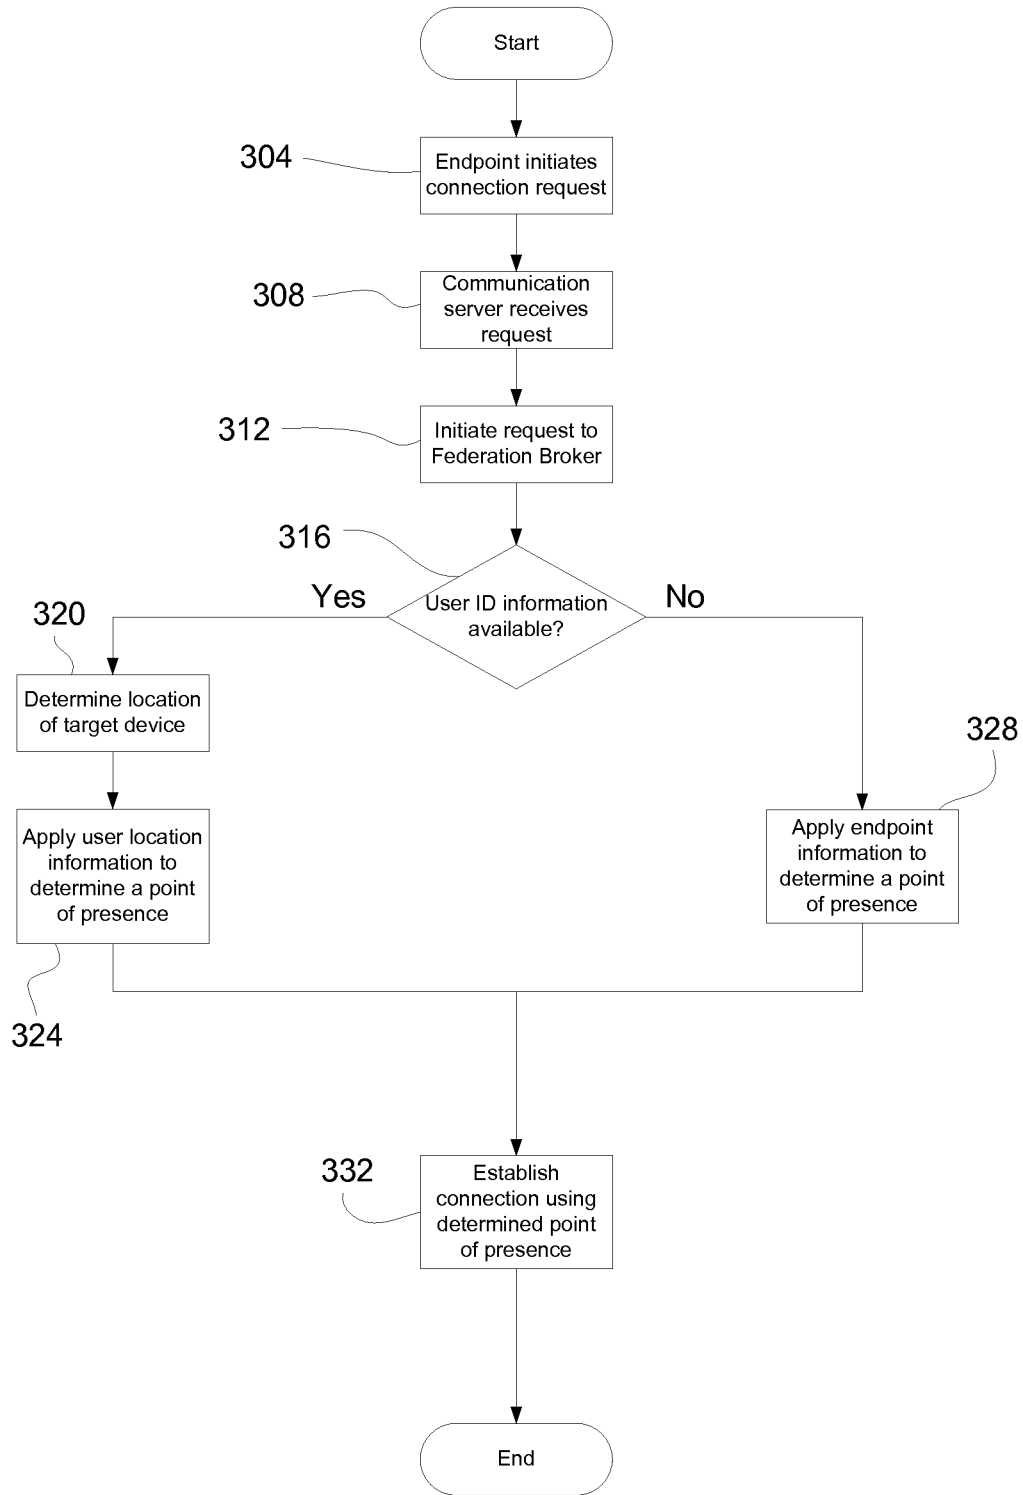 Start
304
Endpoint initiates
connection request
308
Communication
server receives
request
312
Initiate request to
Federation Broker
316
Yes
User ID information
available?
No
320
Determine location
of target device
328
Apply user location
information to
determine a point
of presence
Apply endpoint
information to
determine a point
of presence
324
332
Establish
connection using
determined point
of presence
End